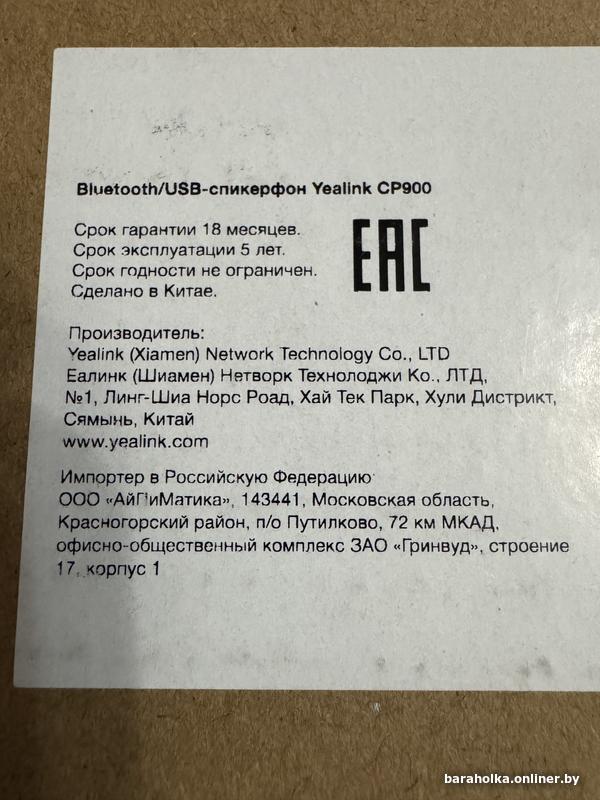 Bluetooth/USB-спикерфон Yealink CP900
Срок гарантии 18 месяцев.
Срок эксплуатации 5 лет.
Срок годности не ограничен.
Сделано в Китае.
EAC
Производитель:
Yealink (Xiamen) Network Technology Co., LTD
Еалинк (Шиамен) Нетворк Технолоджи Ко., ЛТД,
№1, Линг-Шиа Норс Роад, Хай Тек Парк, Хули Дистрикт,
Сямынь, Китай
www.yealink.com
Импортер в Российскую Федерацию:
ООО «АйПиМатика», 143441, Московская область,
Красногорский район, п/о Путилково, 72 км МКАД,
офисно-общественный комплекс ЗАО «Гринвуд», строение
17, корпус 1
baraholka.onliner.by